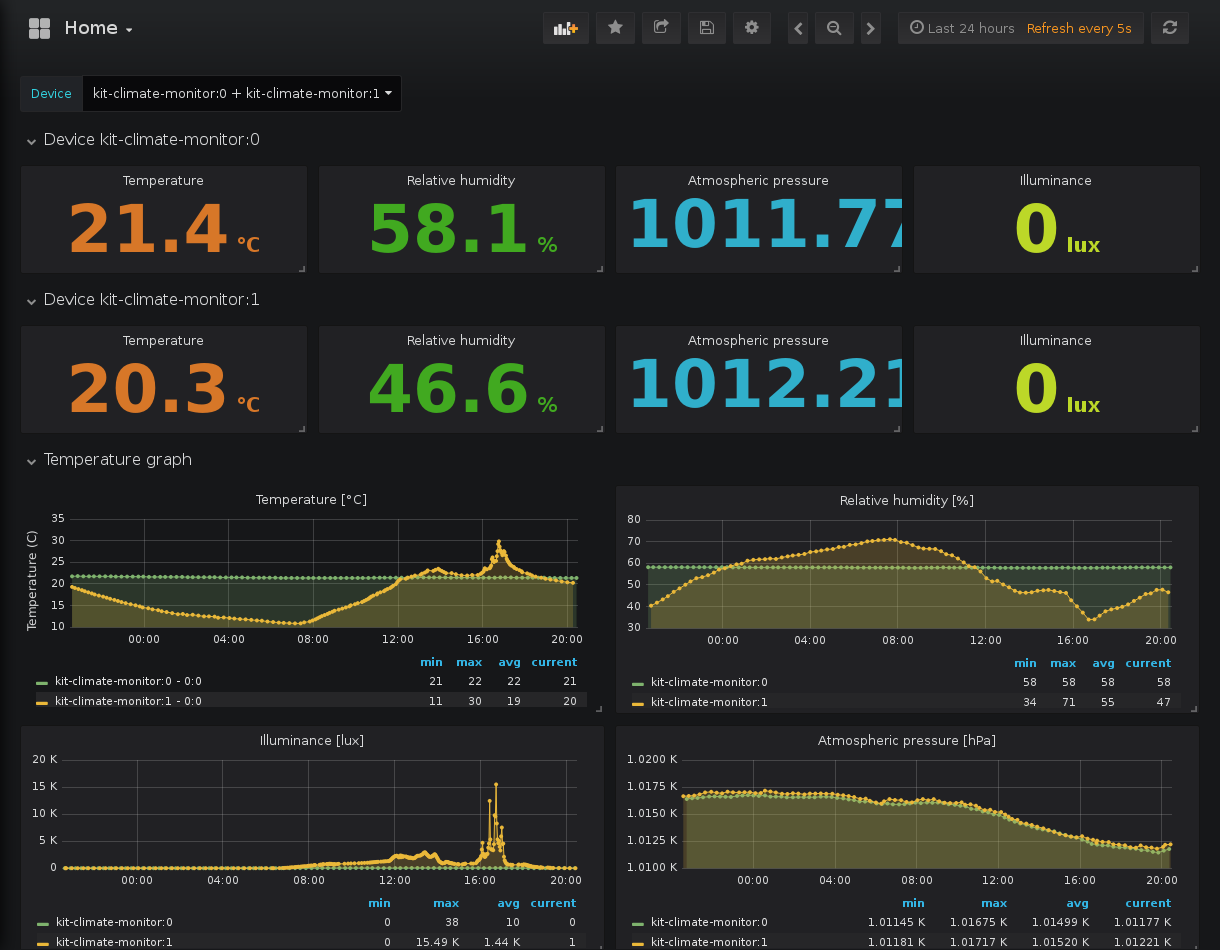 Home
Last 24 hours Refresh every 5s
Device kit-climate-monitor:0 + kit-climate-monitor:1
Device kit-climate-monitor:0
Temperature Relative humidity Atmospheric pressure Illuminance
21.4 °C 58.1 % 1011.77 0 lux
Device kit-climate-monitor:1
Temperature Relative humidity Atmospheric pressure Illuminance
20.3 °C 46.6 % 1012.21 0 lux
Temperature graph
Temperature [°C]
Temperature (C)
35
30
25
20
15
10
00:00 04:00 08:00 12:00 16:00 20:00
min max avg current
kit-climate-monitor:0 - 0:0 21 22 22 21
kit-climate-monitor:1 - 0:0 11 30 19 20
Relative humidity [%]
80
70
60
50
40
30
00:00 04:00 08:00 12:00 16:00 20:00
min max avg current
kit-climate-monitor:0 58 58 58 58
kit-climate-monitor:1 34 71 55 47
Illuminance [lux]
20 K
15 K
10 K
5 K
0
00:00 04:00 08:00 12:00 16:00 20:00
min max avg current
kit-climate-monitor:0 0 38 10 0
kit-climate-monitor:1 0 15.49 K 1.44 K 1
Atmospheric pressure [hPa]
1.0200 K
1.0175 K
1.0150 K
1.0125 K
1.0100 K
00:00 04:00 08:00 12:00 16:00 20:00
min max avg current
kit-climate-monitor:0 1.01145 K 1.01675 K 1.01499 K 1.01177 K
kit-climate-monitor:1 1.01181 K 1.01717 K 1.01520 K 1.01221 K